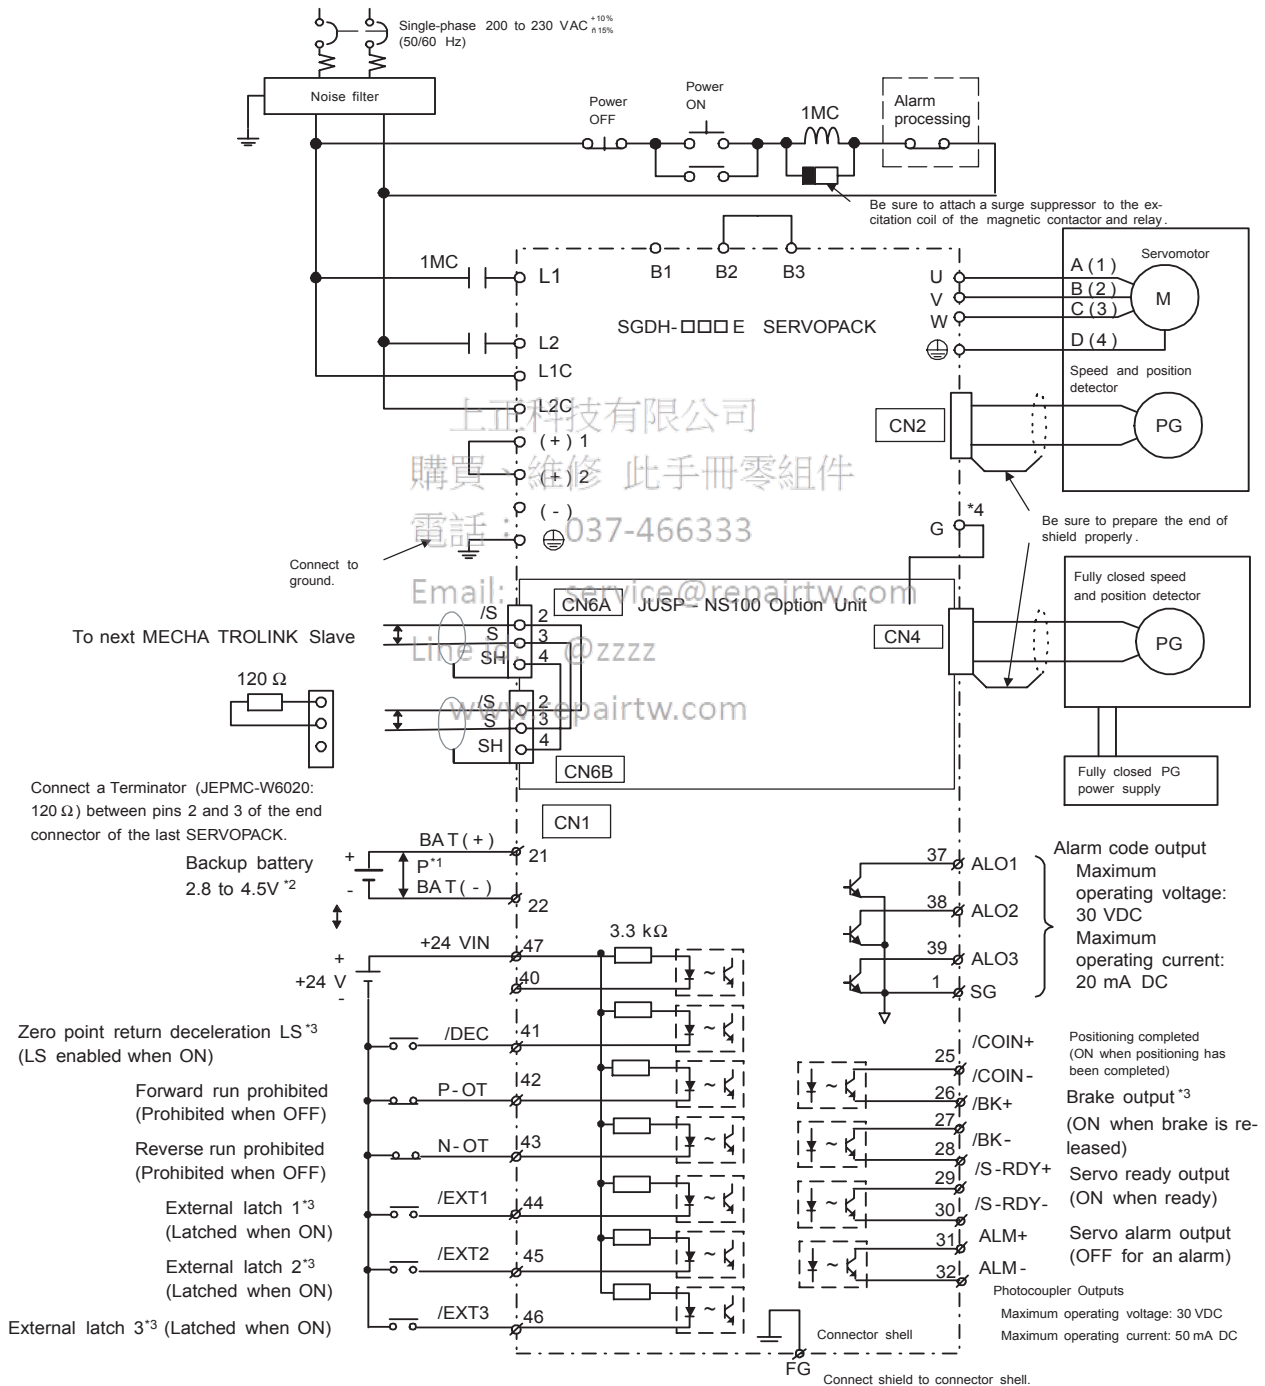 Single-phase 200 to 230 VAC +10% ñ15%
(50/60 Hz)
Noise filter
Power
OFF
Power
ON
1MC
Alarm
processing
Be sure to attach a surge suppressor to the ex-
citation coil of the magnetic contactor and relay.
1MC
L1
B1
B2
B3
SGDH-□□□E SERVOPACK
L2
L1C
L2C
(+) 1
(+) 2
(-)
Connect to
ground.
U
V
W
A (1)
B (2)
C (3)
D (4)
Servomotor
M
Speed and position
detector
CN2
PG
上正科技有限公司
購買、維修 此手冊零組件
電話： 037-466333
Email: service@repairtw.com
Line id: @zzzz
www.repairtw.com
G
*4
Be sure to prepare the end of
shield properly.
Fully closed speed
and position detector
CN6A
JUSP - NS100 Option Unit
CN4
PG
To next MECHA TROLINK Slave
/S
S
SH
2
3
4
120 Ω
/S
S
SH
2
3
4
CN6B
Fully closed PG
power supply
Connect a Terminator (JEPMC-W6020:
120 Ω) between pins 2 and 3 of the end
connector of the last SERVOPACK.
CN1
Backup battery
2.8 to 4.5V *2
+
-
BAT(+)
P*1
BAT(-)
21
22
37
ALO1
38
ALO2
39
ALO3
1
SG
Alarm code output
Maximum
operating voltage:
30 VDC
Maximum
operating current:
20 mA DC
+24 VIN
47
3.3 kΩ
+
+24 V
-
40
Zero point return deceleration LS*3
(LS enabled when ON)
/DEC
41
Forward run prohibited
(Prohibited when OFF)
P-OT
42
Reverse run prohibited
(Prohibited when OFF)
N-OT
43
External latch 1*3
(Latched when ON)
/EXT1
44
External latch 2*3
(Latched when ON)
/EXT2
45
External latch 3*3 (Latched when ON)
/EXT3
46
~
~
~
~
~
~
~
~
~
~
~
/COIN+
25
/COIN-
26
Positioning completed
(ON when positioning has
been completed)
/BK+
27
/BK-
28
Brake output*3
(ON when brake is re-
leased)
/S-RDY+
29
/S-RDY-
30
Servo ready output
(ON when ready)
ALM+
31
ALM-
32
Servo alarm output
(OFF for an alarm)
Photocoupler Outputs
Maximum operating voltage: 30 VDC
Maximum operating current: 50 mA DC
Connector shell
FG
Connect shield to connector shell.